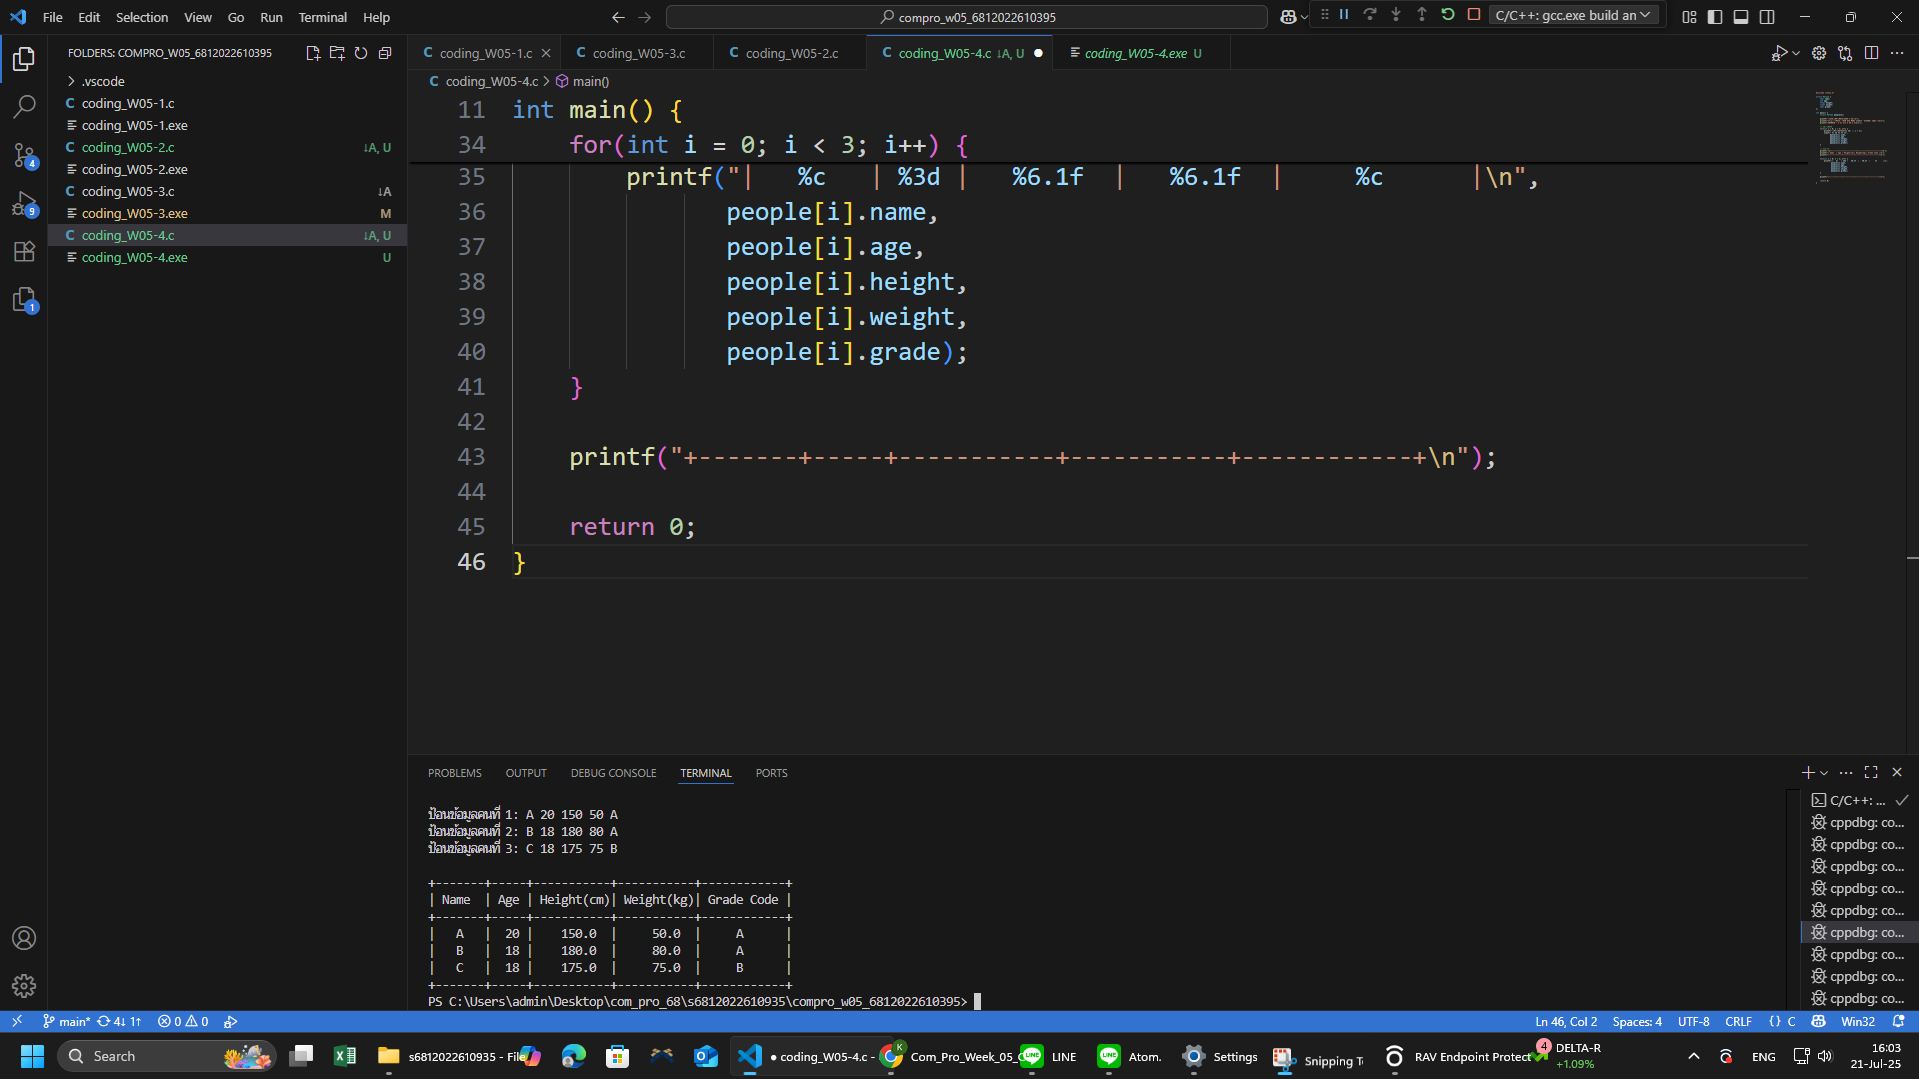 File Edit Selection View Go Run Terminal Help
compro_w05_6812022610395
C/C++: gcc.exe build an
FOLDERS: COMPRO_W05_6812022610395
.vscode
C coding_W05-1.c
coding_W05-1.exe
C coding_W05-2.c ↓A, U
coding_W05-2.exe
C coding_W05-3.c ↓A
coding_W05-3.exe M
C coding_W05-4.c ↓A, U
coding_W05-4.exe U
4
9
1
C coding_W05-1.c C coding_W05-3.c C coding_W05-2.c C coding_W05-4.c ↓A, U coding_W05-4.exe U
C coding_W05-4.c > main()
11 int main() {
34 for(int i = 0; i < 3; i++) {
35 printf("|   %c   | %3d |   %6.1f  |   %6.1f  |     %c      |\n",
36 people[i].name,
37 people[i].age,
38 people[i].height,
39 people[i].weight,
40 people[i].grade);
41 }
42
43 printf("+-------+-----+-----------+-----------+------------+\n");
44
45 return 0;
46 }
PROBLEMS OUTPUT DEBUG CONSOLE TERMINAL PORTS
ป้อนข้อมูลคนที่ 1: A 20 150 50 A
ป้อนข้อมูลคนที่ 2: B 18 180 80 A
ป้อนข้อมูลคนที่ 3: C 18 175 75 B
+-------+-----+-----------+-----------+------------+
| Name  | Age | Height(cm)| Weight(kg)| Grade Code |
+-------+-----+-----------+-----------+------------+
|   A   |  20 |    150.0  |     50.0  |     A      |
|   B   |  18 |    180.0  |     80.0  |     A      |
|   C   |  18 |    175.0  |     75.0  |     B      |
+-------+-----+-----------+-----------+------------+
PS C:\Users\admin\Desktop\com_pro_68\s6812022610935\compro_w05_6812022610395>
C/C++: ...
cppdbg: co...
cppdbg: co...
cppdbg: co...
cppdbg: co...
cppdbg: co...
cppdbg: co...
cppdbg: co...
cppdbg: co...
cppdbg: co...
main* 4↓ 1↑ 0 0 Ln 46, Col 2 Spaces: 4 UTF-8 CRLF {} C Win32
Search s6812022610935 - File ● coding_W05-4.c - Com_Pro_Week_05_ LINE Atom. Settings Snipping T RAV Endpoint Protect 4 DELTA-R
+1.09%
ENG
16:03
21-Jul-25